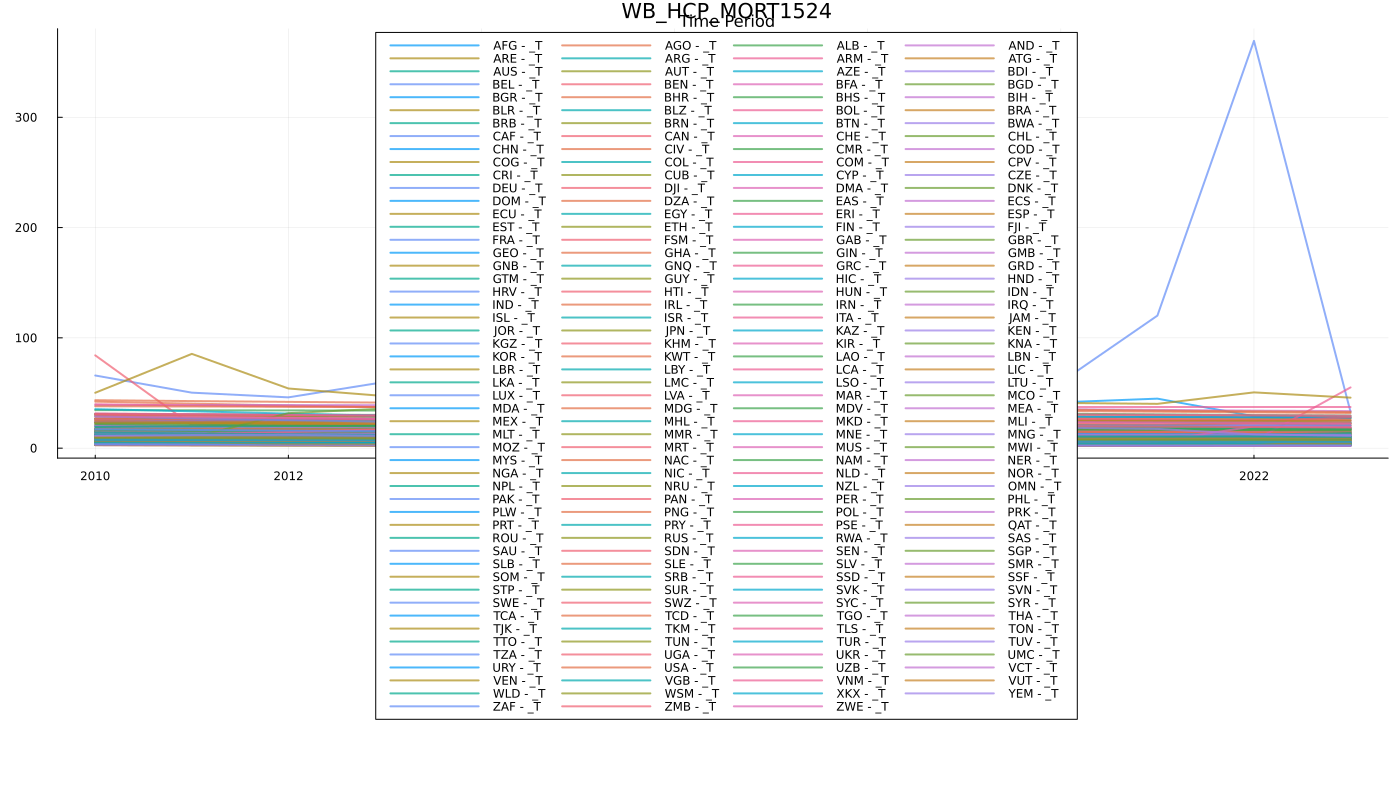 WB_HCP_MORT1524
Time Period
AFG - _T AGO - _T ALB - _T AND - _T
ARE - _T ARG - _T ARM - _T ATG - _T
AUS - _T AUT - _T AZE - _T BDI - _T
BEL - _T BEN - _T BFA - _T BGD - _T
BGR - _T BHR - _T BHS - _T BIH - _T
BLR - _T BLZ - _T BOL - _T BRA - _T
BRB - _T BRN - _T BTN - _T BWA - _T
CAF - _T CAN - _T CHE - _T CHL - _T
CHN - _T CIV - _T CMR - _T COD - _T
COG - _T COL - _T COM - _T CPV - _T
CRI - _T CUB - _T CYP - _T CZE - _T
DEU - _T DJI - _T DMA - _T DNK - _T
DOM - _T DZA - _T EAS - _T ECS - _T
ECU - _T EGY - _T ERI - _T ESP - _T
EST - _T ETH - _T FIN - _T FJI - _T
FRA - _T FSM - _T GAB - _T GBR - _T
GEO - _T GHA - _T GIN - _T GMB - _T
GNB - _T GNQ - _T GRC - _T GRD - _T
GTM - _T GUY - _T HIC - _T HND - _T
HRV - _T HTI - _T HUN - _T IDN - _T
IND - _T IRL - _T IRN - _T IRQ - _T
ISL - _T ISR - _T ITA - _T JAM - _T
JOR - _T JPN - _T KAZ - _T KEN - _T
KGZ - _T KHM - _T KIR - _T KNA - _T
KOR - _T KWT - _T LAO - _T LBN - _T
LBR - _T LBY - _T LCA - _T LIC - _T
LKA - _T LMC - _T LSO - _T LTU - _T
LUX - _T LVA - _T MAR - _T MCO - _T
MDA - _T MDG - _T MDV - _T MEA - _T
MEX - _T MHL - _T MKD - _T MLI - _T
MLT - _T MMR - _T MNE - _T MNG - _T
MOZ - _T MRT - _T MUS - _T MWI - _T
MYS - _T NAC - _T NAM - _T NER - _T
NGA - _T NIC - _T NLD - _T NOR - _T
NPL - _T NRU - _T NZL - _T OMN - _T
PAK - _T PAN - _T PER - _T PHL - _T
PLW - _T PNG - _T POL - _T PRK - _T
PRT - _T PRY - _T PSE - _T QAT - _T
ROU - _T RUS - _T RWA - _T SAS - _T
SAU - _T SDN - _T SEN - _T SGP - _T
SLB - _T SLE - _T SLV - _T SMR - _T
SOM - _T SRB - _T SSD - _T SSF - _T
STP - _T SUR - _T SVK - _T SVN - _T
SWE - _T SWZ - _T SYC - _T SYR - _T
TCA - _T TCD - _T TGO - _T THA - _T
TJK - _T TKM - _T TLS - _T TON - _T
TTO - _T TUN - _T TUR - _T TUV - _T
TZA - _T UGA - _T UKR - _T UMC - _T
URY - _T USA - _T UZB - _T VCT - _T
VEN - _T VGB - _T VNM - _T VUT - _T
WLD - _T WSM - _T XKX - _T YEM - _T
ZAF - _T ZMB - _T ZWE - _T
300
200
100
0
2010 2012 2022